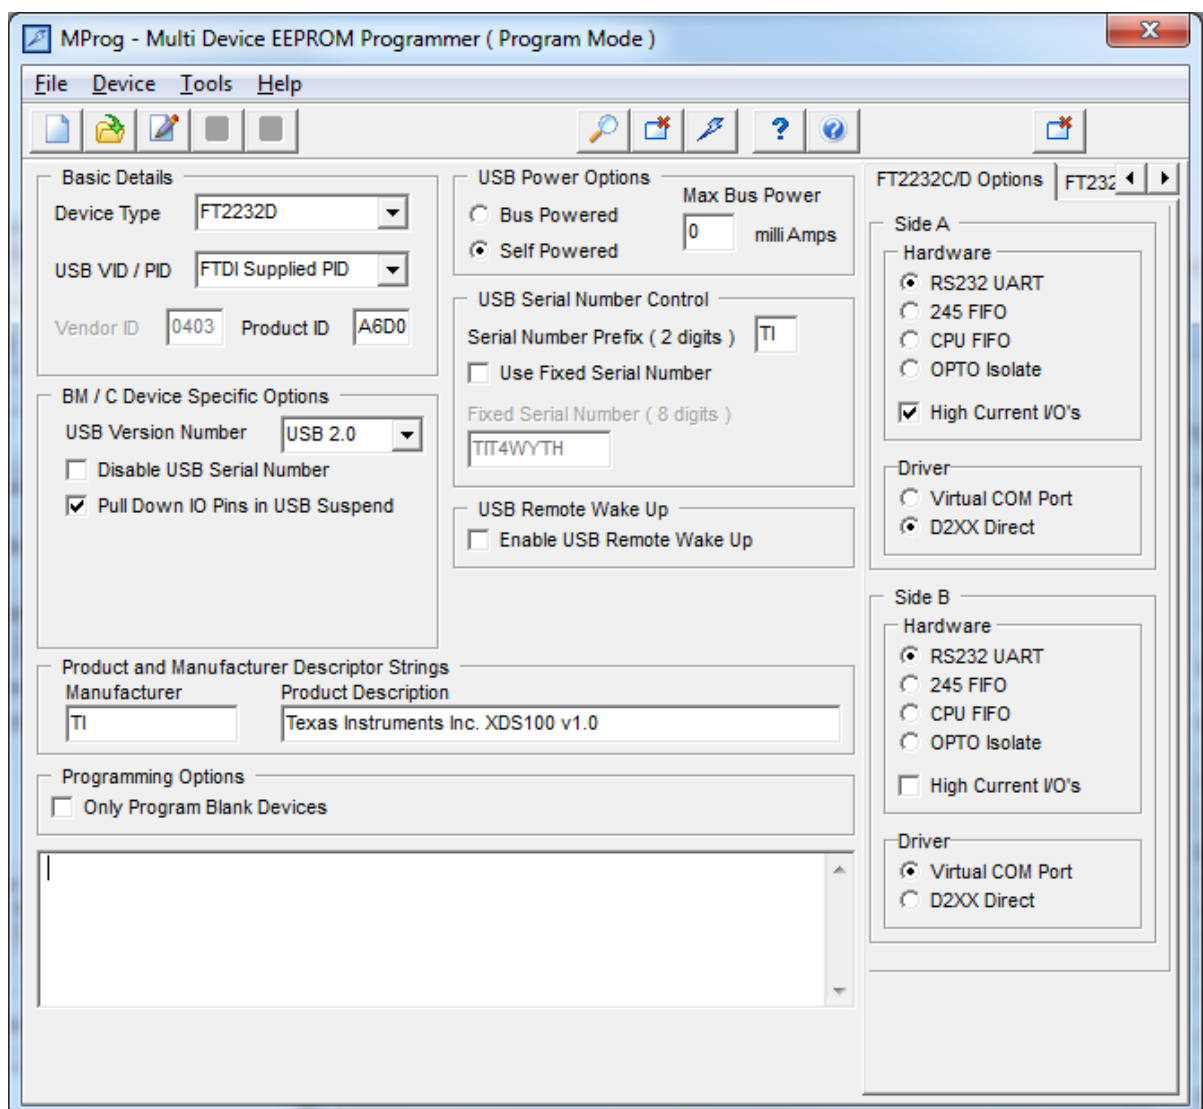 MProg - Multi Device EEPROM Programmer ( Program Mode )
File Device Tools Help
Basic Details
Device Type FT2232D
USB VID / PID FTDI Supplied PID
Vendor ID 0403 Product ID A6D0
BM / C Device Specific Options
USB Version Number USB 2.0
Disable USB Serial Number
Pull Down IO Pins in USB Suspend
USB Power Options
Max Bus Power
Bus Powered
0 milli Amps
Self Powered
USB Serial Number Control
Serial Number Prefix ( 2 digits ) TI
Use Fixed Serial Number
Fixed Serial Number ( 8 digits )
TIT4WYTH
USB Remote Wake Up
Enable USB Remote Wake Up
Product and Manufacturer Descriptor Strings
Manufacturer Product Description
TI Texas Instruments Inc. XDS100 v1.0
Programming Options
Only Program Blank Devices
FT2232C/D Options FT232
Side A
Hardware
RS232 UART
245 FIFO
CPU FIFO
OPTO Isolate
High Current I/O's
Driver
Virtual COM Port
D2XX Direct
Side B
Hardware
RS232 UART
245 FIFO
CPU FIFO
OPTO Isolate
High Current I/O's
Driver
Virtual COM Port
D2XX Direct